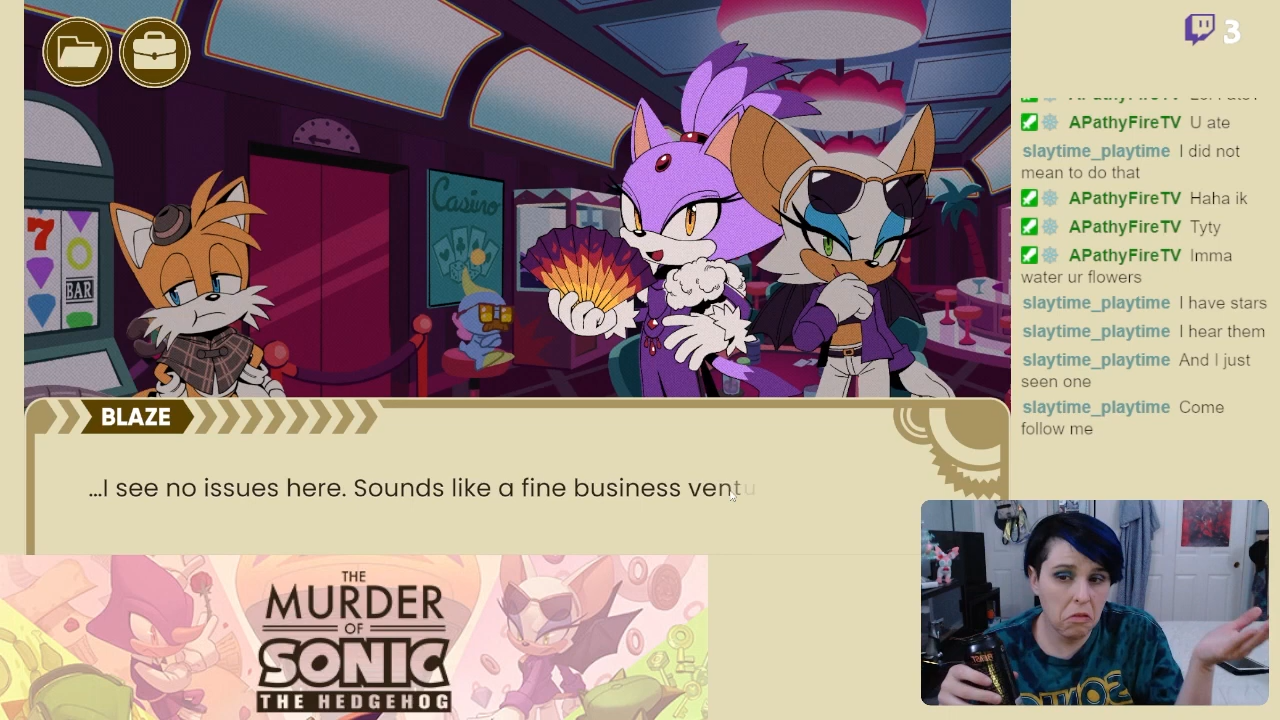 3
APathyFireTV U ate
slaytime_playtime I did not
mean to do that
APathyFireTV Haha ik
APathyFireTV Tyty
APathyFireTV Imma
water ur flowers
slaytime_playtime I have stars
slaytime_playtime I hear them
slaytime_playtime And I just
seen one
slaytime_playtime Come
follow me
Casino
7
BAR
BLAZE
...I see no issues here. Sounds like a fine business ventu
THE
MURDER
OF
SONIC
THE HEDGEHOG